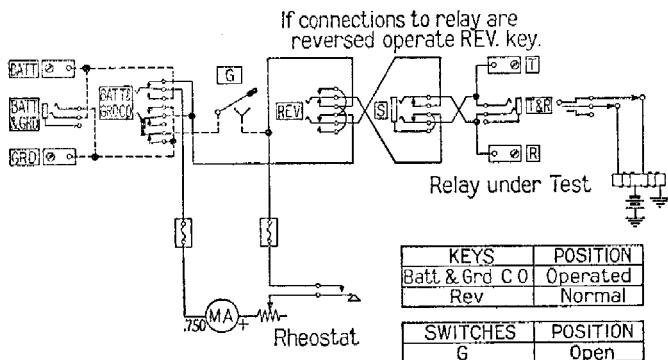 If connections to relay are
reversed operate REV. key.
BATT
BATT
& GRD
GRD
BATT &
GRD CO
G
REV
S
T
T&R
R
Relay under Test
.750
MA
+
Rheostat
KEYS POSITION
Batt & Grd C O Operated
Rev Normal
SWITCHES POSITION
G Open